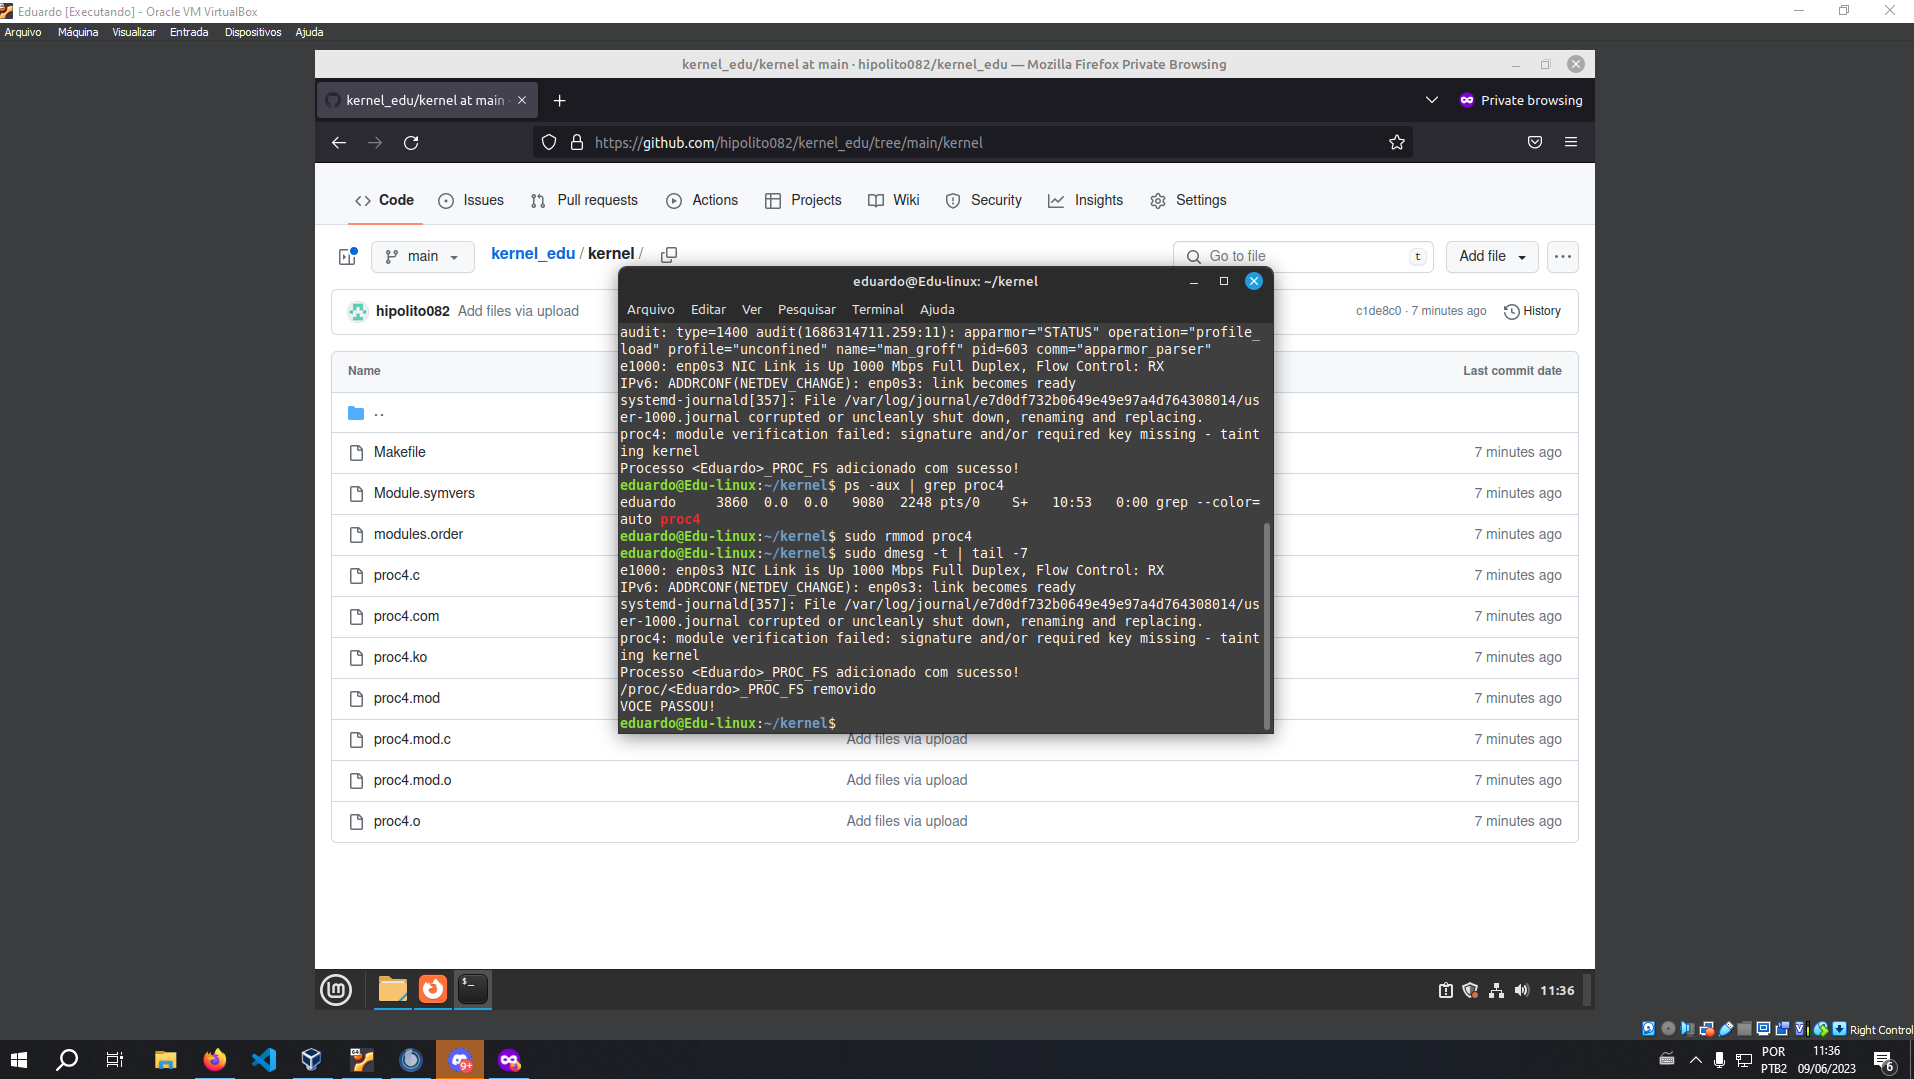 Eduardo [Executando] - Oracle VM VirtualBox
Arquivo Máquina Visualizar Entrada Dispositivos Ajuda
kernel_edu/kernel at main · hipolito082/kernel_edu — Mozilla Firefox Private Browsing
kernel_edu/kernel at main
Private browsing
https://github.com/hipolito082/kernel_edu/tree/main/kernel
Code Issues Pull requests Actions Projects Wiki Security Insights Settings
main kernel_edu / kernel / Go to file t Add file
hipolito082 Add files via upload c1de8c0 · 7 minutes ago History
Name Last commit date
..
Makefile 7 minutes ago
Module.symvers 7 minutes ago
modules.order 7 minutes ago
proc4.c 7 minutes ago
proc4.com 7 minutes ago
proc4.ko 7 minutes ago
proc4.mod 7 minutes ago
proc4.mod.c Add files via upload 7 minutes ago
proc4.mod.o Add files via upload 7 minutes ago
proc4.o Add files via upload 7 minutes ago
eduardo@Edu-linux: ~/kernel
Arquivo Editar Ver Pesquisar Terminal Ajuda
audit: type=1400 audit(1686314711.259:11): apparmor="STATUS" operation="profile_
load" profile="unconfined" name="man_groff" pid=603 comm="apparmor_parser"
e1000: enp0s3 NIC Link is Up 1000 Mbps Full Duplex, Flow Control: RX
IPv6: ADDRCONF(NETDEV_CHANGE): enp0s3: link becomes ready
systemd-journald[357]: File /var/log/journal/e7d0df732b0649e49e97a4d764308014/us
er-1000.journal corrupted or uncleanly shut down, renaming and replacing.
proc4: module verification failed: signature and/or required key missing - taint
ing kernel
Processo <Eduardo>_PROC_FS adicionado com sucesso!
eduardo@Edu-linux:~/kernel$ ps -aux | grep proc4
eduardo     3860  0.0  0.0   9080  2248 pts/0    S+   10:53   0:00 grep --color=
auto proc4
eduardo@Edu-linux:~/kernel$ sudo rmmod proc4
eduardo@Edu-linux:~/kernel$ sudo dmesg -t | tail -7
e1000: enp0s3 NIC Link is Up 1000 Mbps Full Duplex, Flow Control: RX
IPv6: ADDRCONF(NETDEV_CHANGE): enp0s3: link becomes ready
systemd-journald[357]: File /var/log/journal/e7d0df732b0649e49e97a4d764308014/us
er-1000.journal corrupted or uncleanly shut down, renaming and replacing.
proc4: module verification failed: signature and/or required key missing - taint
ing kernel
Processo <Eduardo>_PROC_FS adicionado com sucesso!
/proc/<Eduardo>_PROC_FS removido
VOCE PASSOU!
eduardo@Edu-linux:~/kernel$
11:36
Right Control
9+
POR
PTB2
11:36
09/06/2023
6